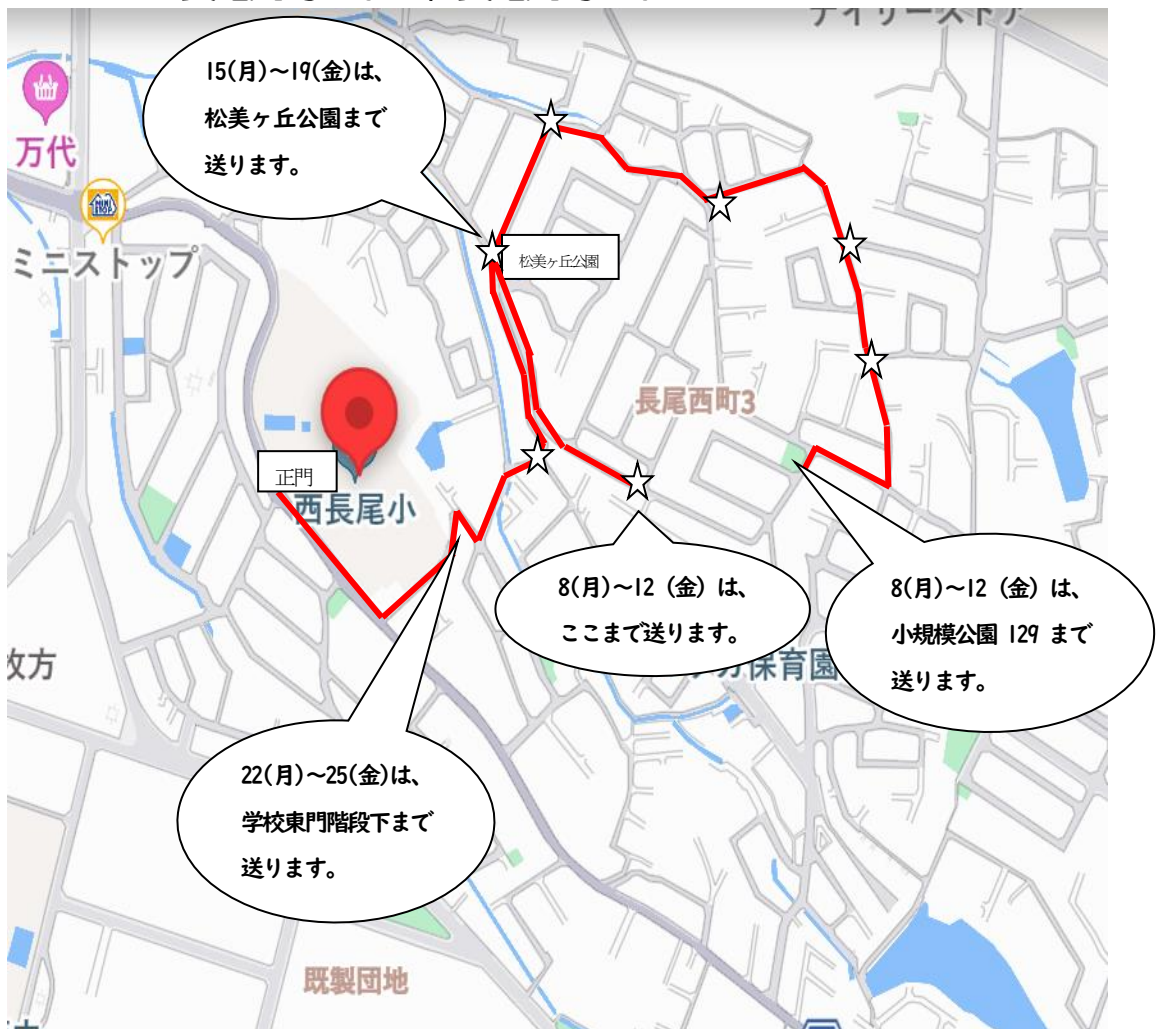 15(月)～19(金)は、
松美ヶ丘公園まで
送ります。
万代
ミニストップ
松美ヶ丘公園
長尾西町3
正門
西長尾小
8(月)～12 (金) は、
ここまで送ります。
8(月)～12 (金) は、
小規模公園 129 まで
送ります。
枚方
保育園
22(月)～25(金)は、
学校東門階段下まで
送ります。
既製団地